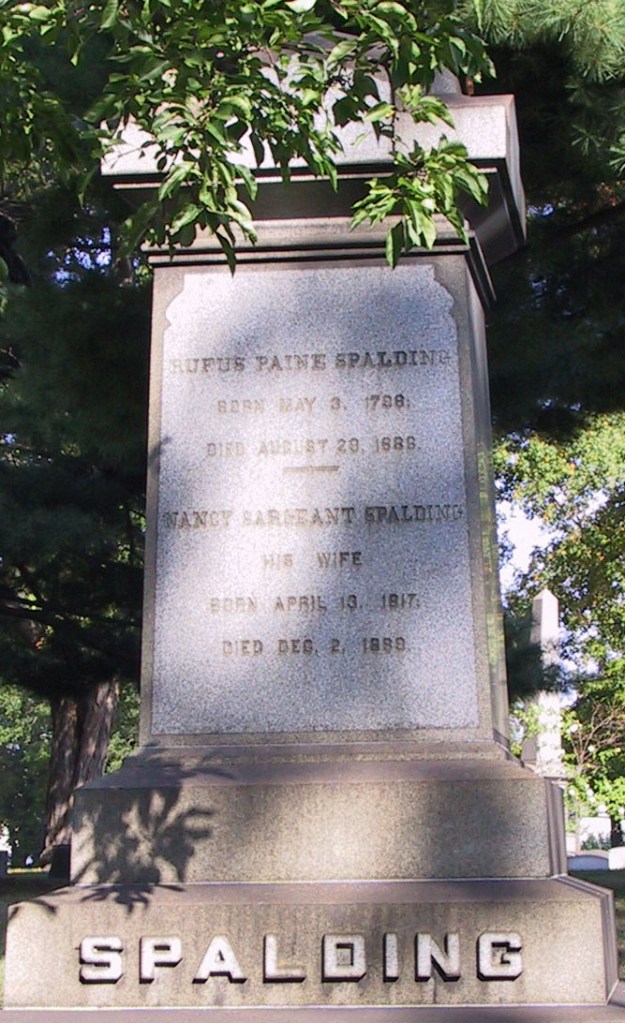 RUFUS PAINE SPALDING
BORN MAY 3, 1798;
DIED AUGUST 29, 1886.
NANCY SARGEANT SPALDING
HIS WIFE
BORN APRIL 13, 1817;
DIED DEC. 2, 1889.
SPALDING